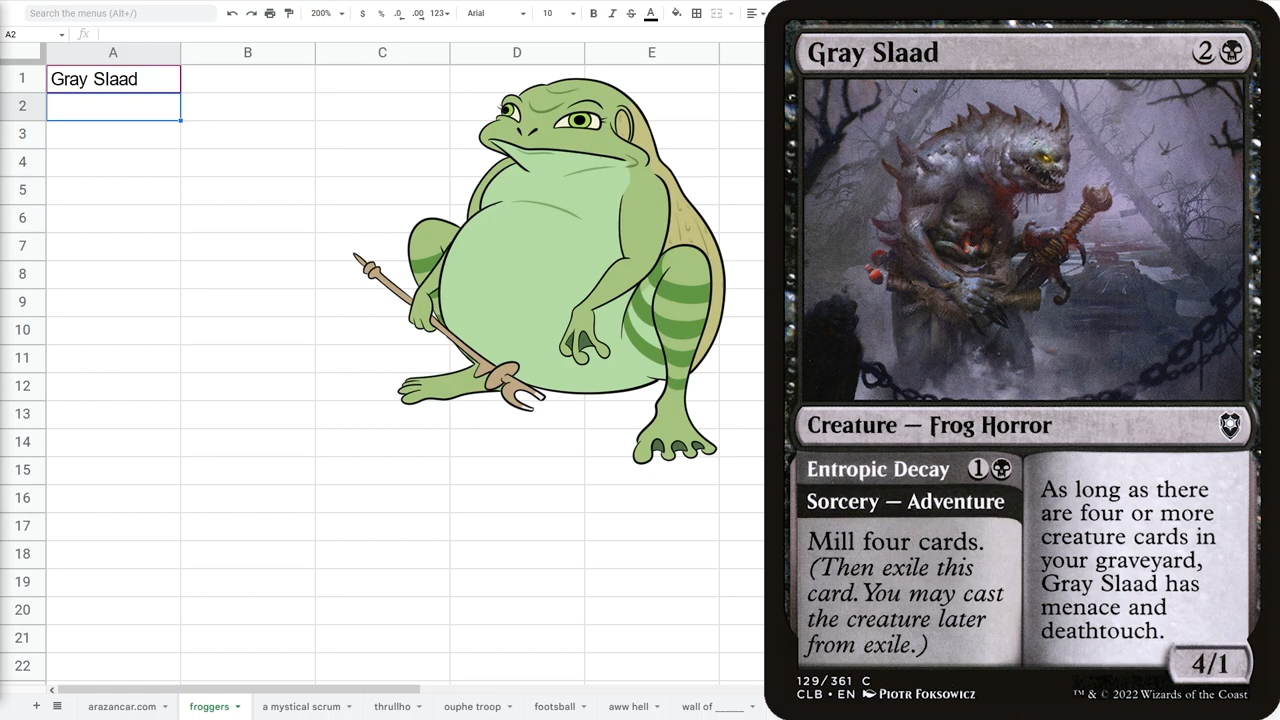 Search the menus (Alt+/)
200%
$ % .0 .00 123
Arial
10
B I S A
A2
fx
A B C D E
1 Gray Slaad
2
3
4
5
6
7
8
9
10
11
12
13
14
15
16
17
18
19
20
21
22
arazancar.com froggers a mystical scrum thrullho ouphe troop football aww hell wall of ______
Gray Slaad 2
Creature — Frog Horror
Entropic Decay 1
Sorcery — Adventure
Mill four cards.
(Then exile this
card. You may cast
the creature later
from exile.)
As long as there
are four or more
creature cards in
your graveyard,
Gray Slaad has
menace and
deathtouch.
4/1
129/361 C
CLB • EN Piotr Foksowicz
™ & © 2022 Wizards of the Coast